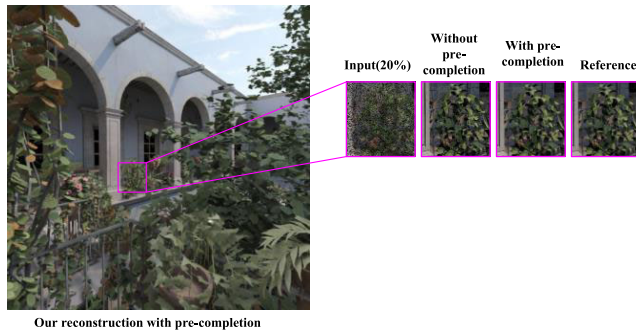 Input(20%)
Without
pre-
completion
With pre-
completion
Reference
Our reconstruction with pre-completion